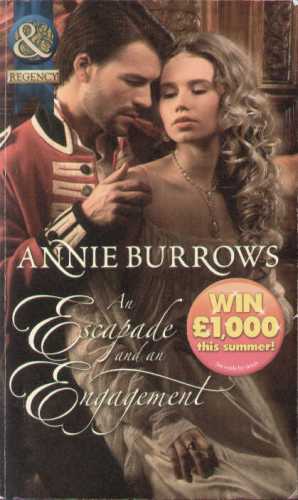 &
REGENCY
ANNIE BURROWS
An
Escapade
and an
Engagement
WIN
£1,000
this summer!